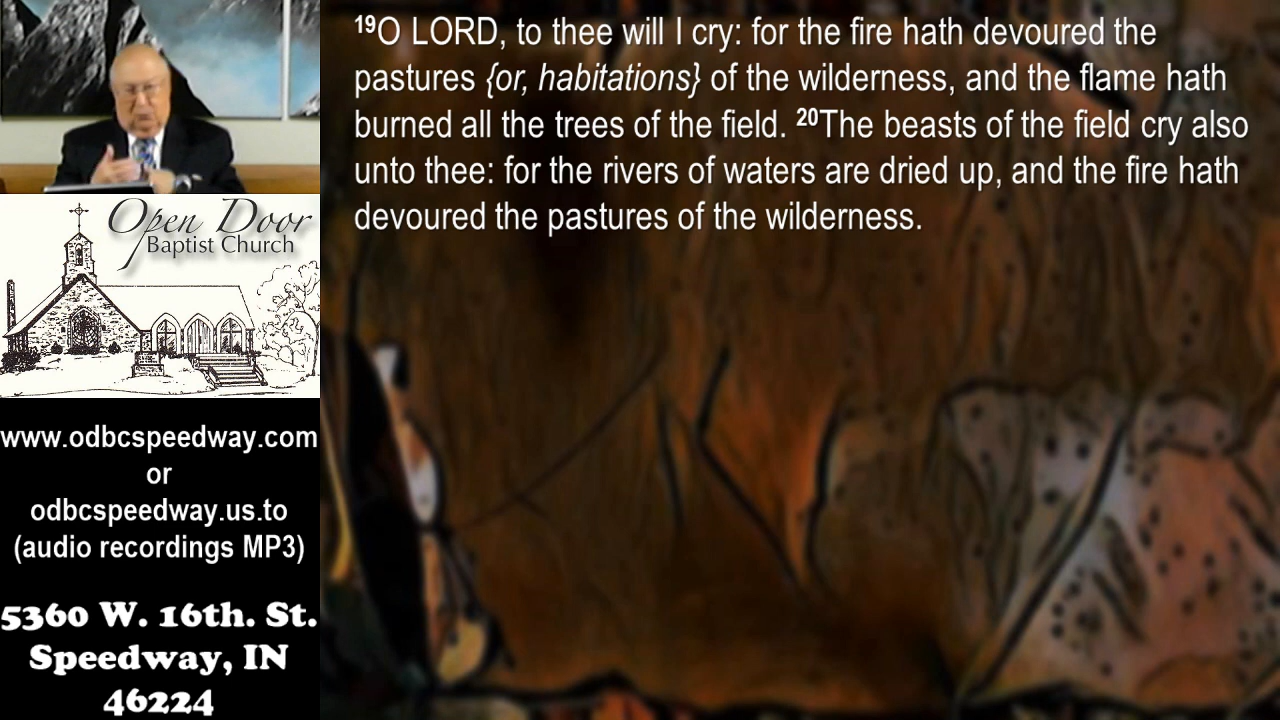 ¹⁹O LORD, to thee will I cry: for the fire hath devoured the
pastures {or, habitations} of the wilderness, and the flame hath
burned all the trees of the field. ²⁰The beasts of the field cry also
unto thee: for the rivers of waters are dried up, and the fire hath
devoured the pastures of the wilderness.
Open Door
Baptist Church
www.odbcspeedway.com
or
odbcspeedway.us.to
(audio recordings MP3)
5360 W. 16th. St.
Speedway, IN
46224